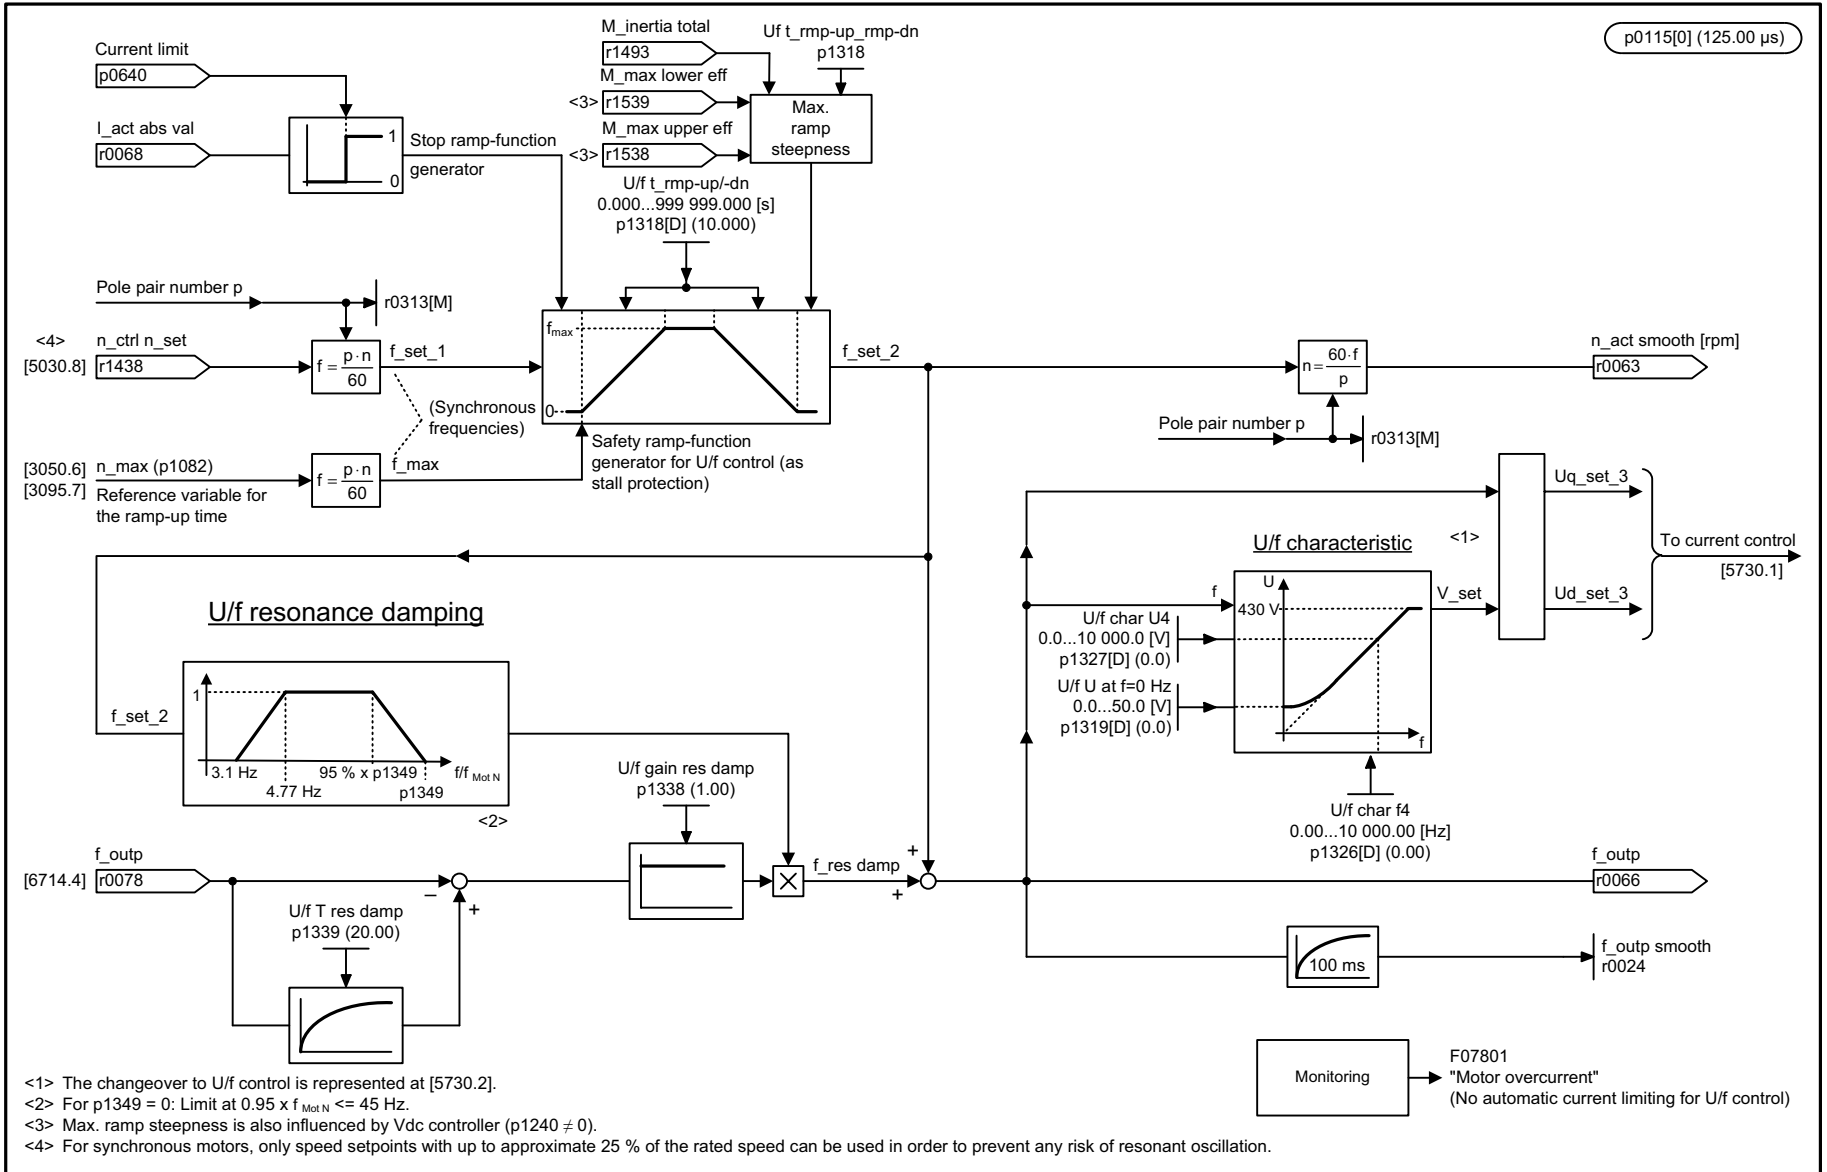 p0115[0] (125.00 µs)
Current limit
p0640
I_act abs val
r0068
1
0
Stop ramp-function
generator
M_inertia total
r1493
M_max lower eff
<3> r1539
M_max upper eff
<3> r1538
Uf t_rmp-up_rmp-dn
p1318
Max.
ramp
steepness
U/f t_rmp-up/-dn
0.000...999 999.000 [s]
p1318[D] (10.000)
Pole pair number p
r0313[M]
<4>
n_ctrl n_set
[5030.8] r1438
f = p · n / 60
f_set_1
(Synchronous
frequencies)
[3050.6]
[3095.7]
n_max (p1082)
Reference variable for
the ramp-up time
f = p · n / 60
f_max
fmax
0
Safety ramp-function
generator for U/f control (as
stall protection)
f_set_2
n = 60·f / p
n_act smooth [rpm]
r0063
Pole pair number p
r0313[M]
Uq_set_3
To current control
[5730.1]
<1>
Ud_set_3
U/f characteristic
f
U
430 V
f
V_set
U/f char U4
0.0...10 000.0 [V]
p1327[D] (0.0)
U/f U at f=0 Hz
0.0...50.0 [V]
p1319[D] (0.0)
U/f char f4
0.00...10 000.00 [Hz]
p1326[D] (0.00)
U/f resonance damping
f_set_2
1
3.1 Hz
4.77 Hz
95 % x p1349
p1349
f/f Mot N
<2>
U/f gain res damp
p1338 (1.00)
f_outp
[6714.4] r0078
–
+
U/f T res damp
p1339 (20.00)
X
f_res damp
+
+
f_outp
r0066
100 ms
f_outp smooth
r0024
Monitoring
F07801
"Motor overcurrent"
(No automatic current limiting for U/f control)
<1> The changeover to U/f control is represented at [5730.2].
<2> For p1349 = 0: Limit at 0.95 x f Mot N <= 45 Hz.
<3> Max. ramp steepness is also influenced by Vdc controller (p1240 ≠ 0).
<4> For synchronous motors, only speed setpoints with up to approximate 25 % of the rated speed can be used in order to prevent any risk of resonant oscillation.